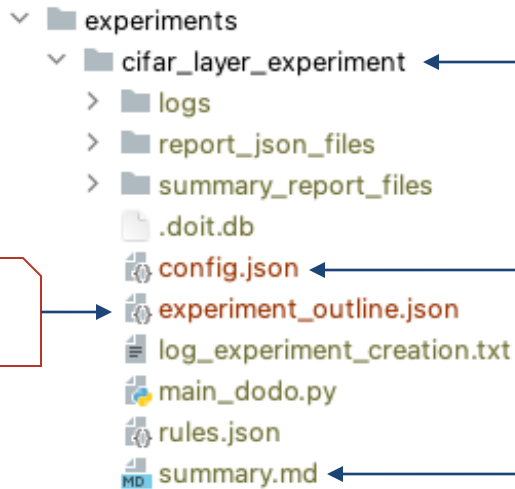 experiments
cifar_layer_experiment
logs
report_json_files
summary_report_files
.doit.db
config.json
experiment_outline.json
log_experiment_creation.txt
main_dodo.py
rules.json
MD summary.md